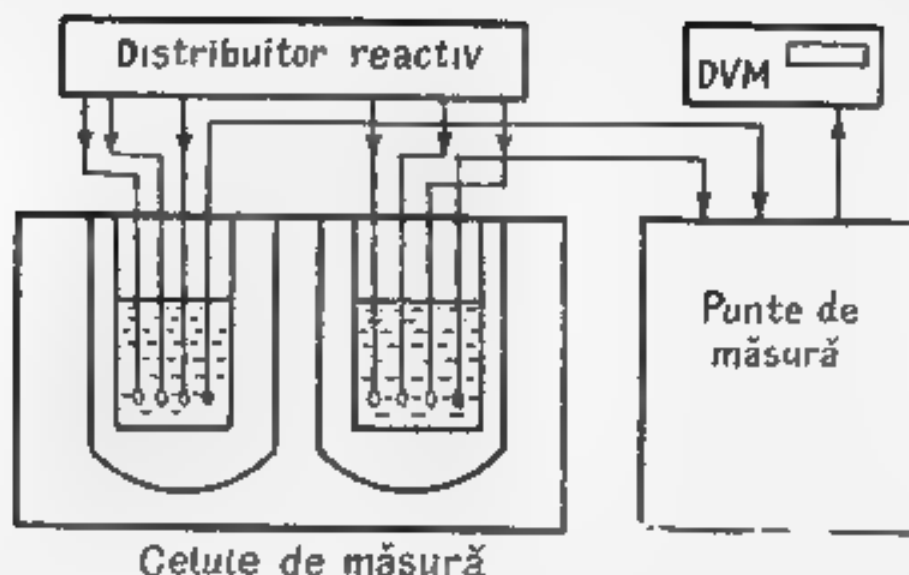 Distribuitor reactiv
DVM
Punte de
măsură
Celule de măsură